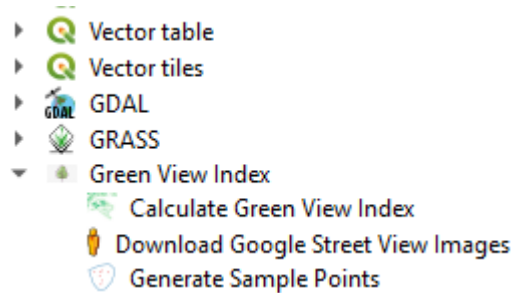 Vector table
Vector tiles
GDAL
GRASS
Green View Index
Calculate Green View Index
Download Google Street View Images
Generate Sample Points